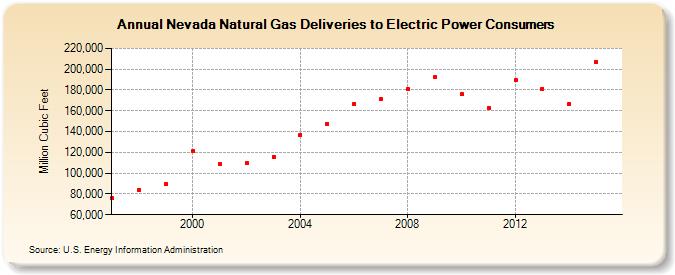 Annual Nevada Natural Gas Deliveries to Electric Power Consumers
Million Cubic Feet
220,000
200,000
180,000
160,000
140,000
120,000
100,000
80,000
60,000
2000 2004 2008 2012
Source: U.S. Energy Information Administration